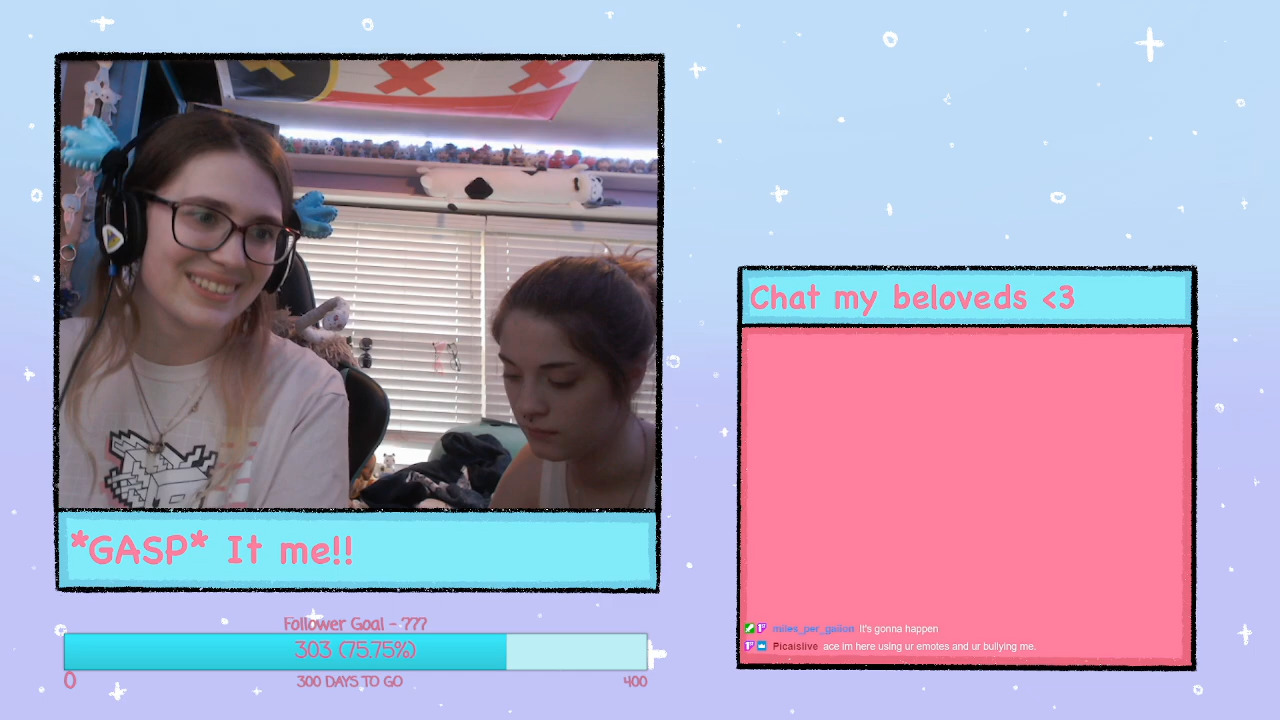 *GASP* It me!!
Follower Goal - ???
303 (75.75%)
0
300 DAYS TO GO
400
Chat my beloveds <3
miles_per_gallon it's gonna happen
Picaislive ace im here using ur emotes and ur bullying me.